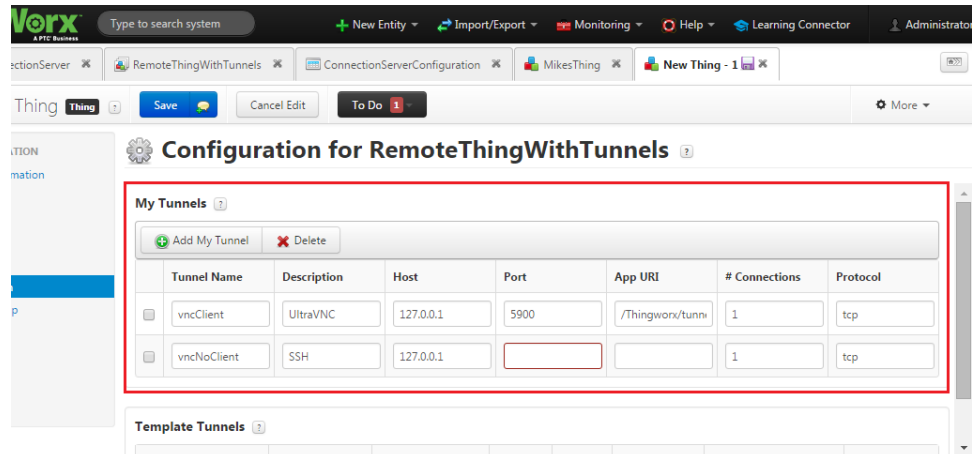 Worx Type to search system New Entity Import/Export Monitoring Help Learning Connector Administrator
A PTC Business
ectionServer RemoteThingWithTunnels ConnectionServerConfiguration MikesThing New Thing - 1
Thing Thing ? Save Cancel Edit To Do 1 More
ATION
mation
Configuration for RemoteThingWithTunnels ?
My Tunnels ?
Add My Tunnel Delete
Tunnel Name Description Host Port App URI # Connections Protocol
vncClient UltraVNC 127.0.0.1 5900 /Thingworx/tunne 1 tcp
p
vncNoClient SSH 127.0.0.1 1 tcp
Template Tunnels ?